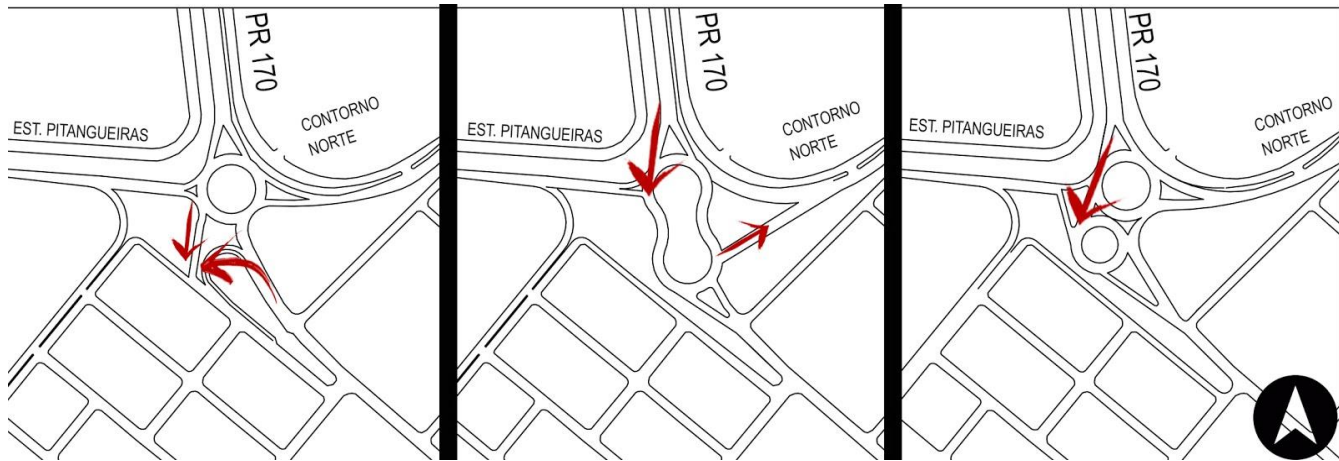 PR 170
EST. PITANGUEIRAS
CONTORNO
NORTE
PR 170
EST. PITANGUEIRAS
CONTORNO
NORTE
PR 170
EST. PITANGUEIRAS
CONTORNO
NORTE